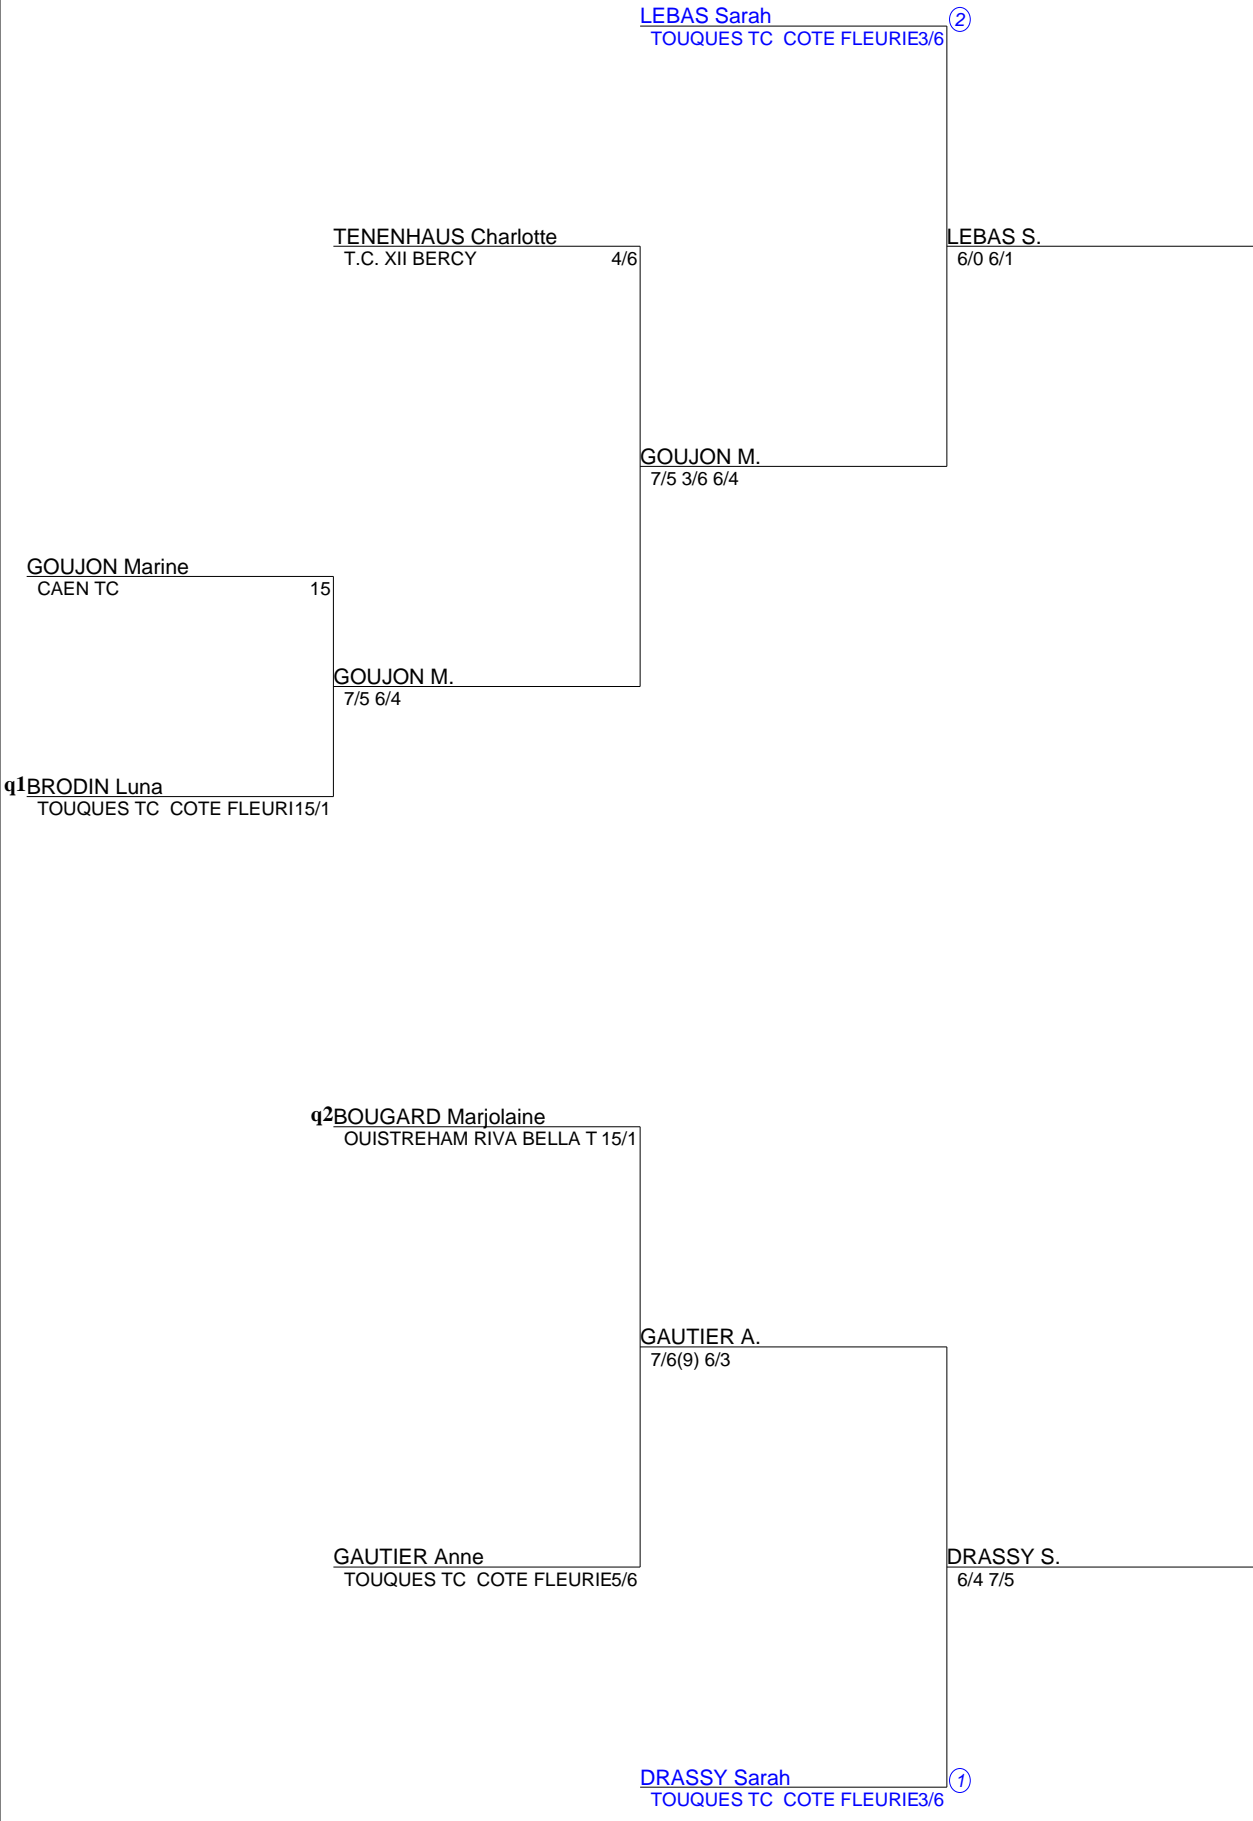 LEBAS Sarah 2
TOUQUES TC COTE FLEURIE3/6
TENENHAUS Charlotte
T.C. XII BERCY 4/6
LEBAS S.
6/0 6/1
GOUJON M.
7/5 3/6 6/4
GOUJON Marine
CAEN TC 15
GOUJON M.
7/5 6/4
q1BRODIN Luna
TOUQUES TC COTE FLEURI15/1
q2BOUGARD Marjolaine
OUISTREHAM RIVA BELLA T 15/1
GAUTIER A.
7/6(9) 6/3
GAUTIER Anne
TOUQUES TC COTE FLEURIE5/6
DRASSY S.
6/4 7/5
DRASSY Sarah 1
TOUQUES TC COTE FLEURIE3/6